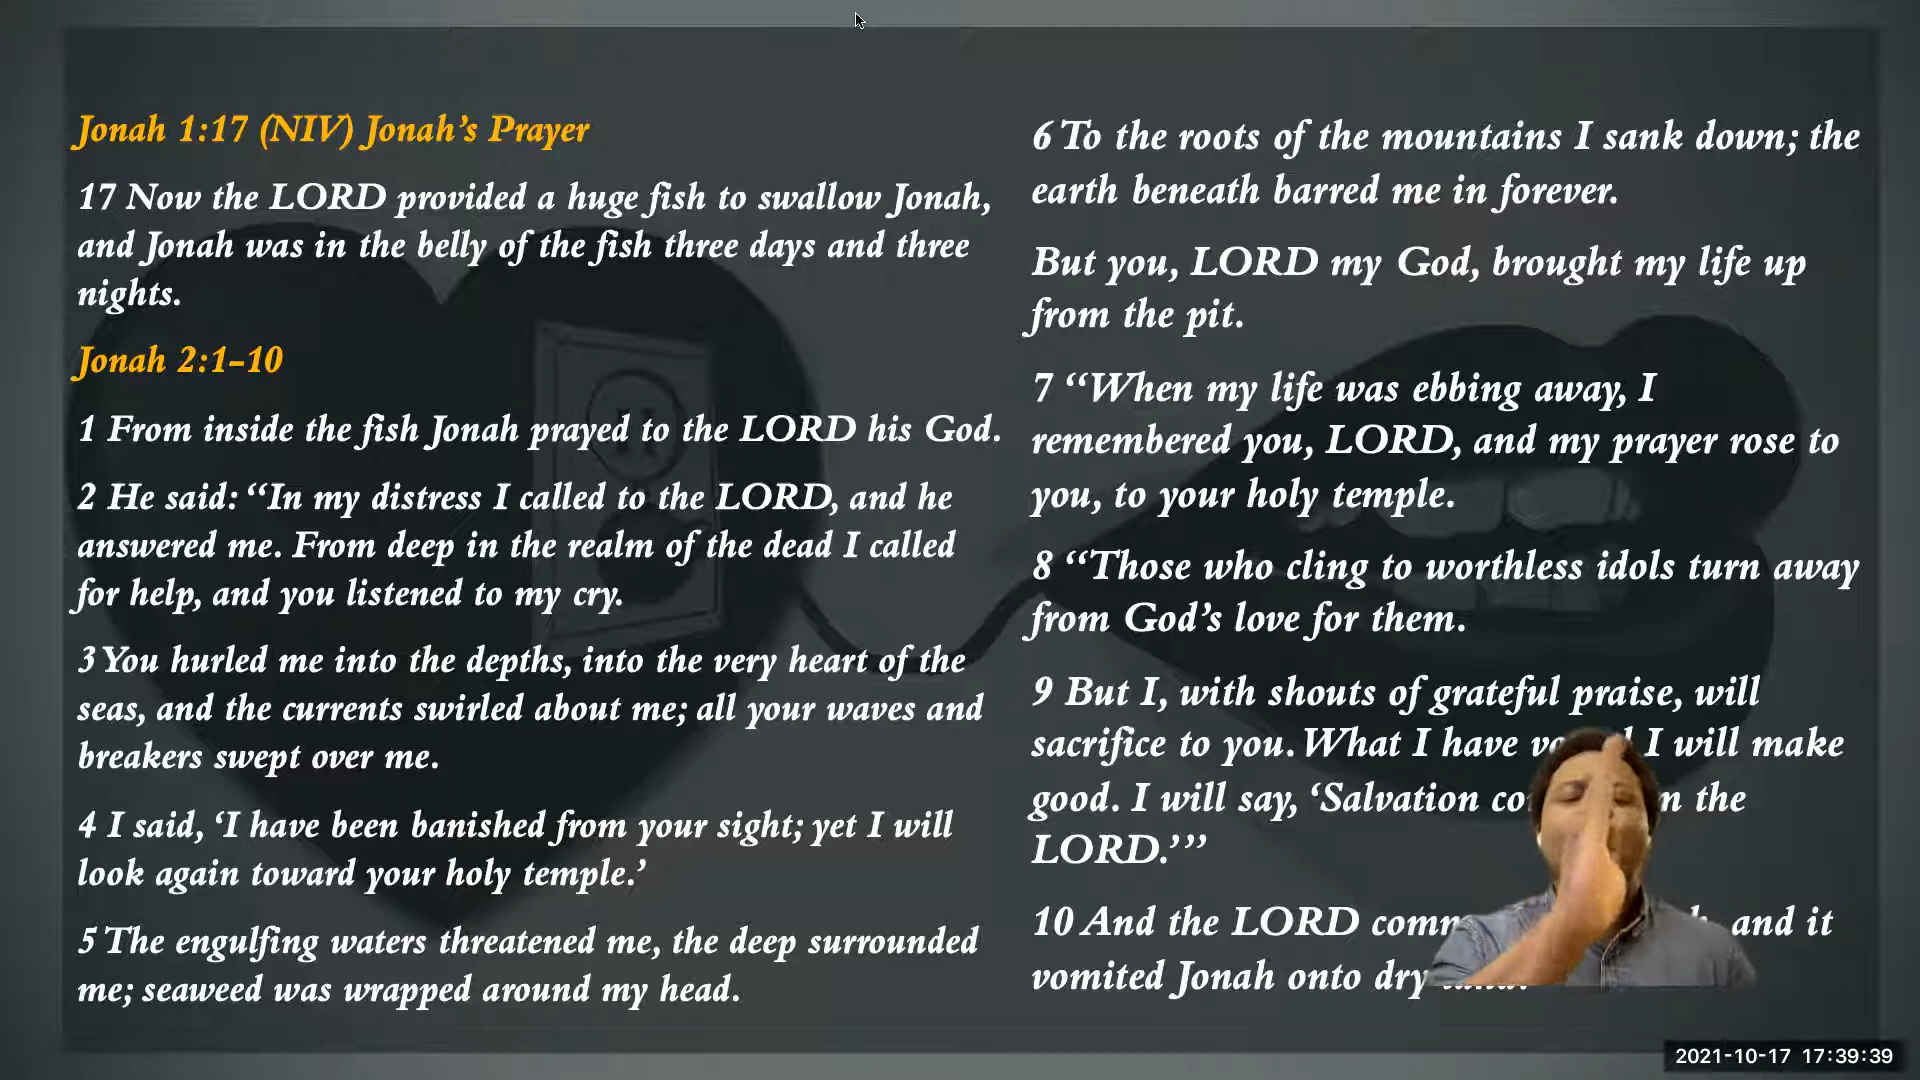 Jonah 1:17 (NIV) Jonah’s Prayer
17 Now the LORD provided a huge fish to swallow Jonah,
and Jonah was in the belly of the fish three days and three
nights.
Jonah 2:1-10
1 From inside the fish Jonah prayed to the LORD his God.
2 He said: “In my distress I called to the LORD, and he
answered me. From deep in the realm of the dead I called
for help, and you listened to my cry.
3 You hurled me into the depths, into the very heart of the
seas, and the currents swirled about me; all your waves and
breakers swept over me.
4 I said, ‘I have been banished from your sight; yet I will
look again toward your holy temple.’
5 The engulfing waters threatened me, the deep surrounded
me; seaweed was wrapped around my head.
6 To the roots of the mountains I sank down; the
earth beneath barred me in forever.
But you, LORD my God, brought my life up
from the pit.
7 “When my life was ebbing away, I
remembered you, LORD, and my prayer rose to
you, to your holy temple.
8 “Those who cling to worthless idols turn away
from God’s love for them.
9 But I, with shouts of grateful praise, will
sacrifice to you. What I have I will make
good. I will say, ‘Salvation the
LORD.’”
10 And the LORD and it
vomited Jonah onto dry
2021-10-17 17:39:39